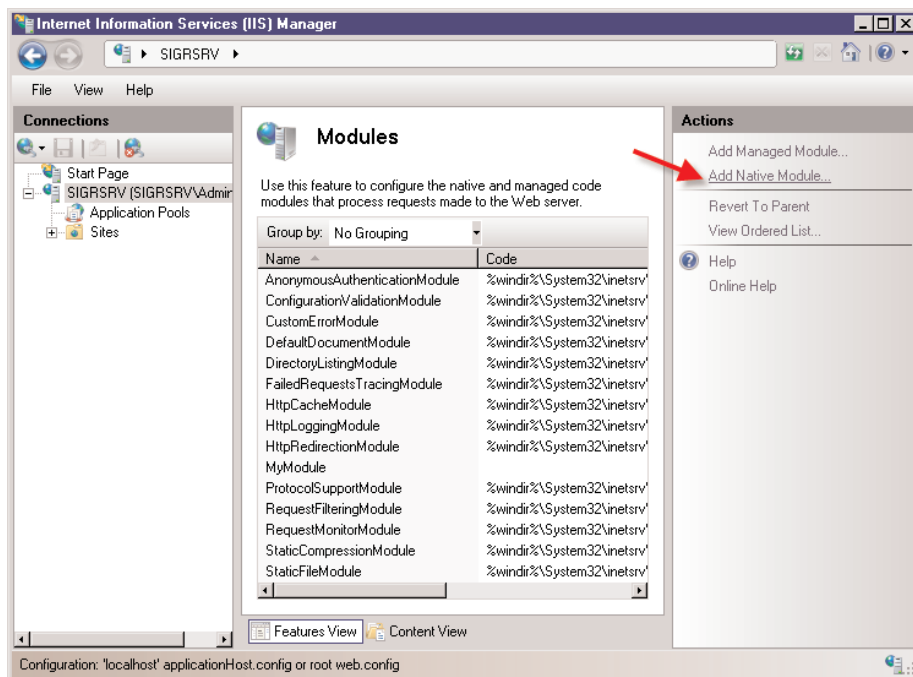 Internet Information Services (IIS) Manager
SIGRSRV
File View Help
Connections
Start Page
SIGRSRV (SIGRSRV\Admir
Application Pools
Sites
Modules
Use this feature to configure the native and managed code
modules that process requests made to the Web server.
Group by: No Grouping
Name Code
AnonymousAuthenticationModule %windir%\System32\inetsrv'
ConfigurationValidationModule %windir%\System32\inetsrv'
CustomErrorModule %windir%\System32\inetsrv'
DefaultDocumentModule %windir%\System32\inetsrv'
DirectoryListingModule %windir%\System32\inetsrv'
FailedRequestsTracingModule %windir%\System32\inetsrv'
HttpCacheModule %windir%\System32\inetsrv'
HttpLoggingModule %windir%\System32\inetsrv'
HttpRedirectionModule %windir%\System32\inetsrv'
MyModule
ProtocolSupportModule %windir%\System32\inetsrv'
RequestFilteringModule %windir%\System32\inetsrv'
RequestMonitorModule %windir%\System32\inetsrv'
StaticCompressionModule %windir%\System32\inetsrv'
StaticFileModule %windir%\System32\inetsrv'
Features View Content View
Actions
Add Managed Module...
Add Native Module...
Revert To Parent
View Ordered List...
Help
Online Help
Configuration: 'localhost' applicationHost.config or root web.config